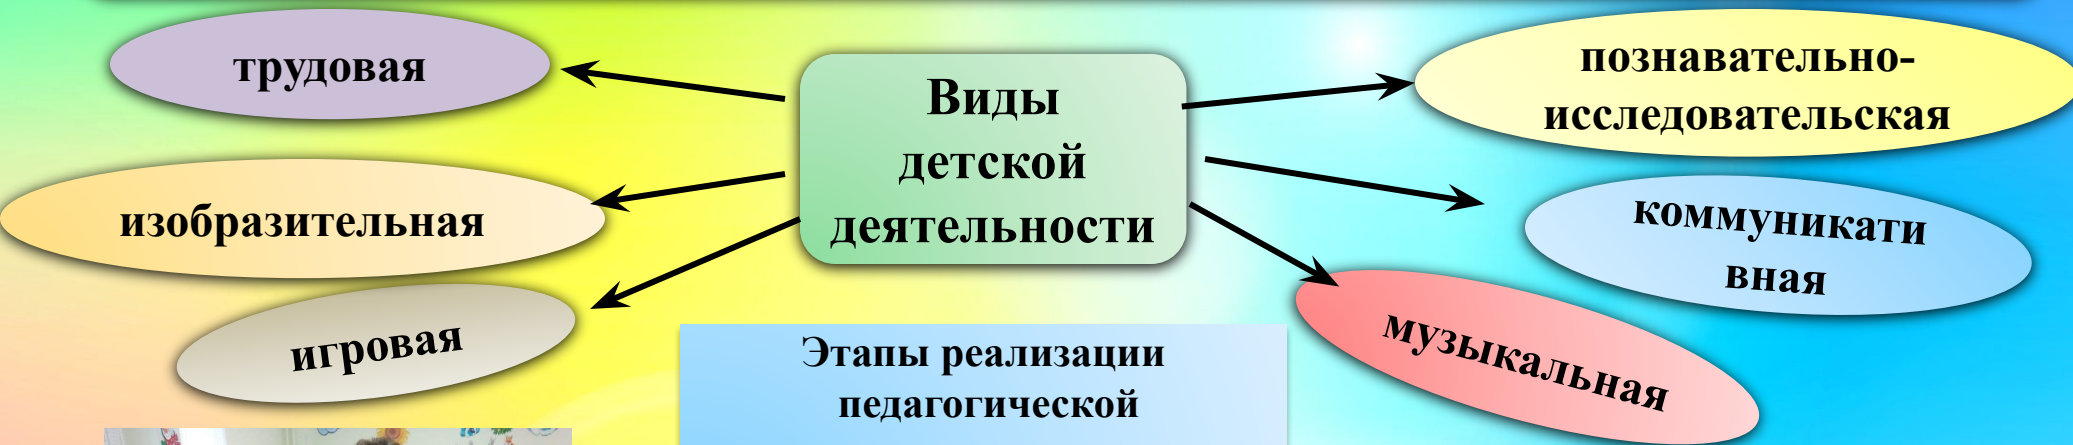 трудовая
изобразительная
игровая
Виды
детской
деятельности
познавательно-
исследовательская
коммуникати
вная
музыкальная
Этапы реализации
педагогической